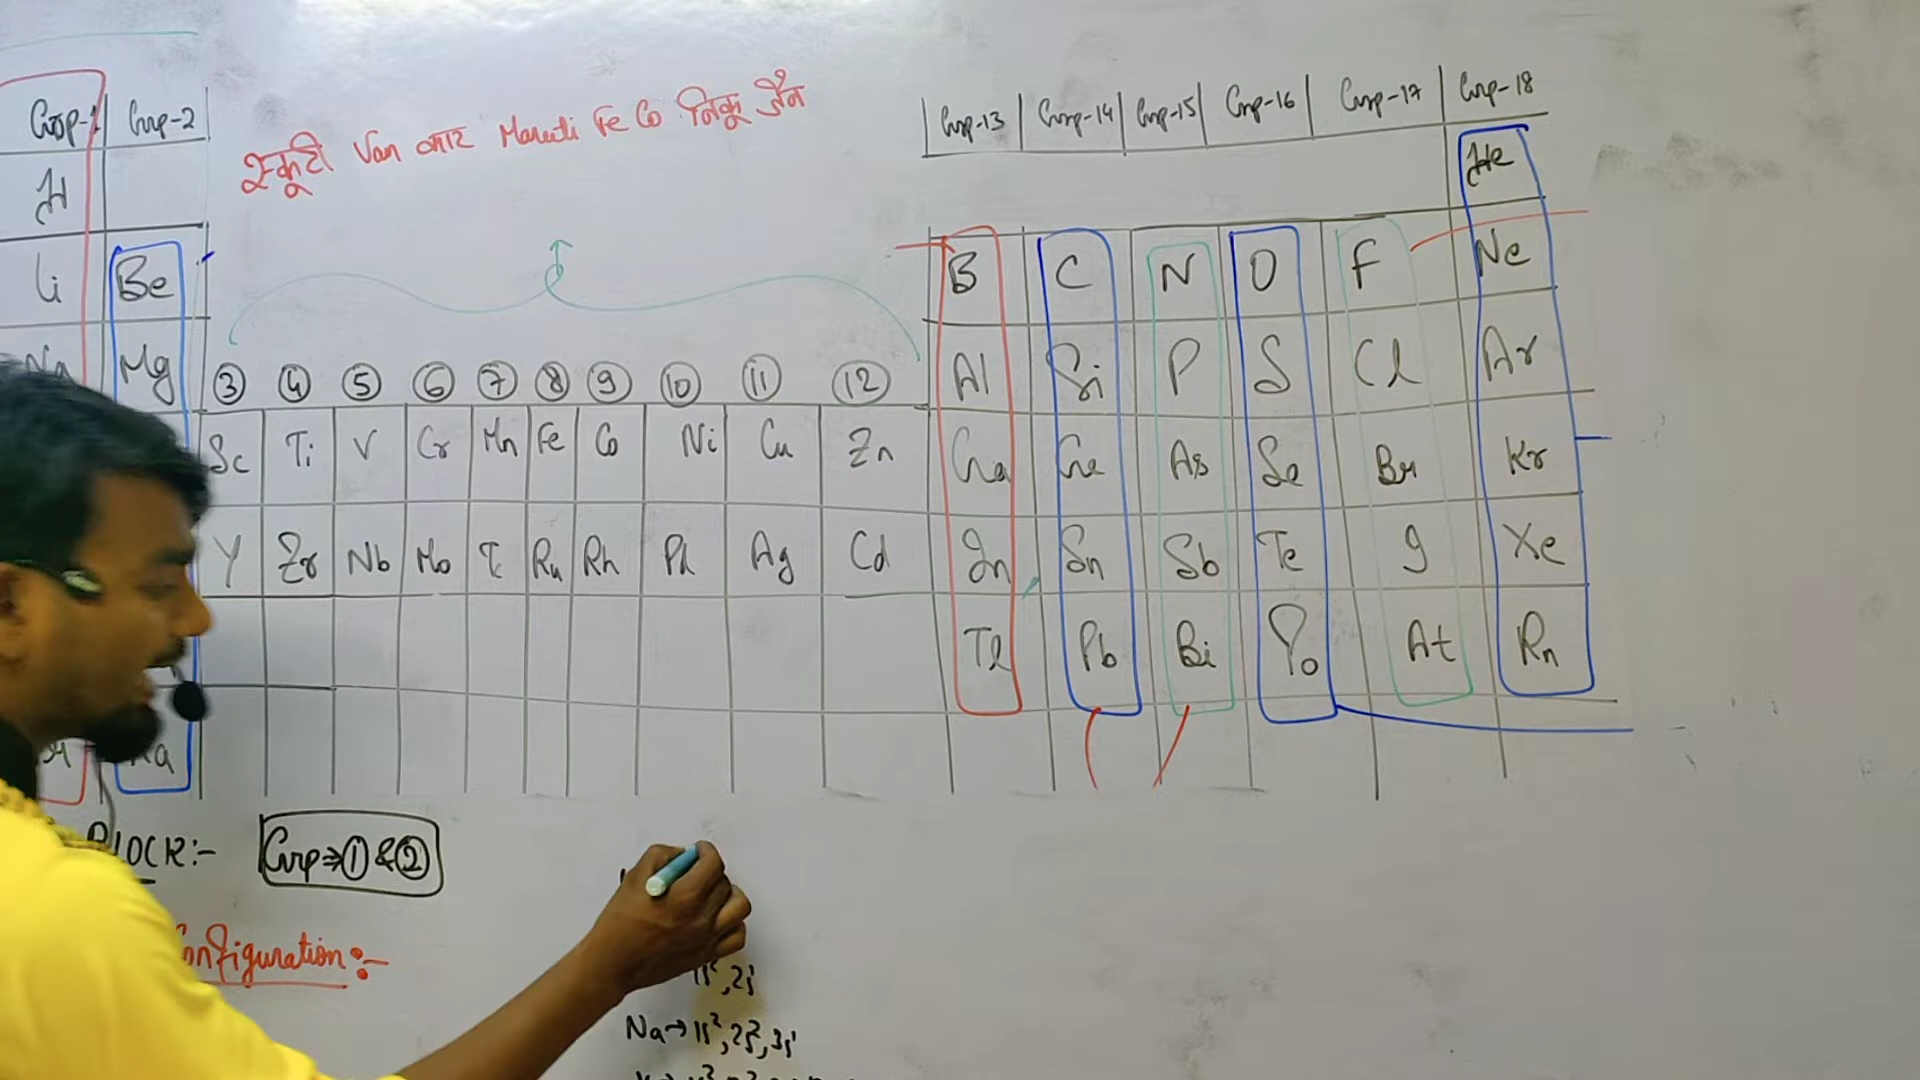 स्कूटी Van कार Maruti Fe Co निकू जैन
Grp-1 Grp-2 Grp-13 Grp-14 Grp-15 Grp-16 Grp-17 Grp-18
H He
Li Be B C N O F Ne
Na Mg ③ ④ ⑤ ⑥ ⑦ ⑧ ⑨ ⑩ ⑪ ⑫ Al Si P S Cl Ar
Sc Ti V Cr Mn Fe Co Ni Cu Zn Ga Ge As Se Br Kr
Y Zr Nb Mo Tc Ru Rh Ag Cd In Sn Sb Te I Xe
Tl Pb Bi Po At Rn
Block:- Grp⇒① & ②
onfiguration:-
1s², 2s¹
Na→1s², 2s², 3s¹